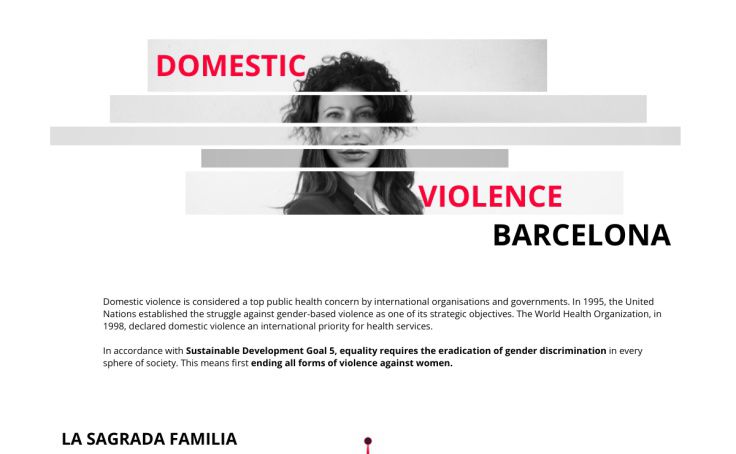 DOMESTIC
VIOLENCE
BARCELONA
Domestic violence is considered a top public health concern by international organisations and governments. In 1995, the United
Nations established the struggle against gender-based violence as one of its strategic objectives. The World Health Organization, in
1998, declared domestic violence an international priority for health services.
In accordance with Sustainable Development Goal 5, equality requires the eradication of gender discrimination in every
sphere of society. This means first ending all forms of violence against women.
LA SAGRADA FAMILIA